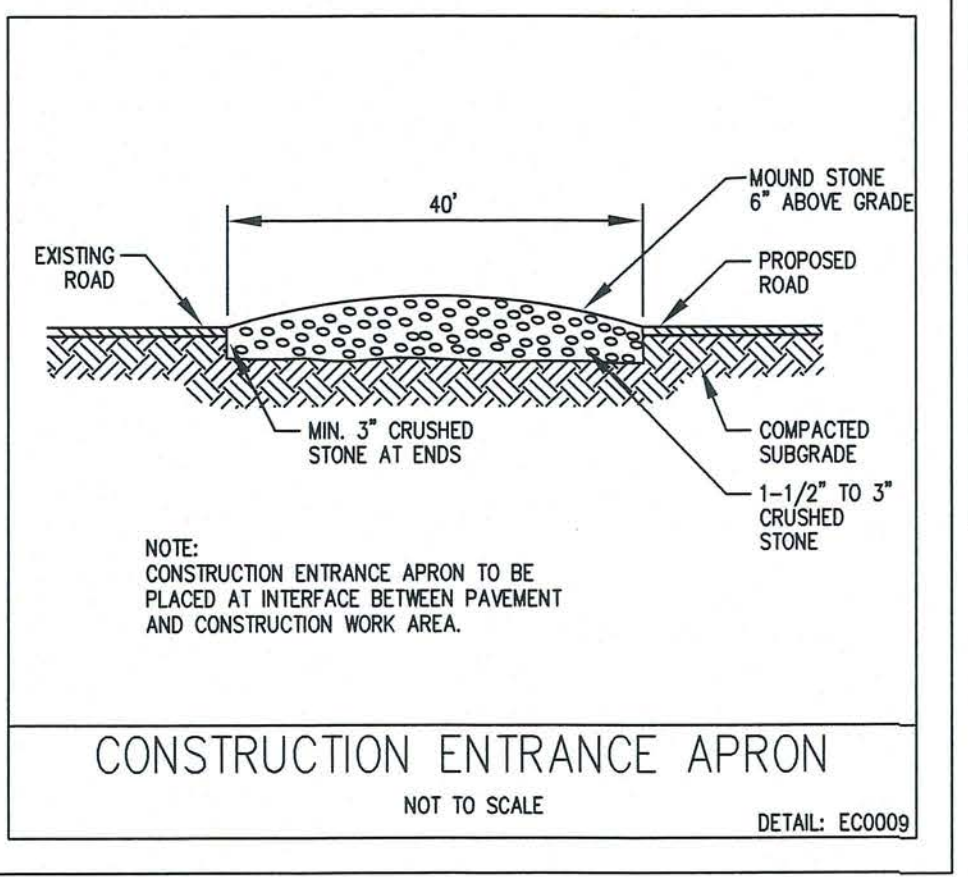 MOUND STONE
6" ABOVE GRADE
40'
EXISTING
ROAD
PROPOSED
ROAD
MIN. 3" CRUSHED
STONE AT ENDS
COMPACTED
SUBGRADE
1-1/2" TO 3"
CRUSHED
STONE
NOTE:
CONSTRUCTION ENTRANCE APRON TO BE
PLACED AT INTERFACE BETWEEN PAVEMENT
AND CONSTRUCTION WORK AREA.
CONSTRUCTION ENTRANCE APRON
NOT TO SCALE
DETAIL: EC0009